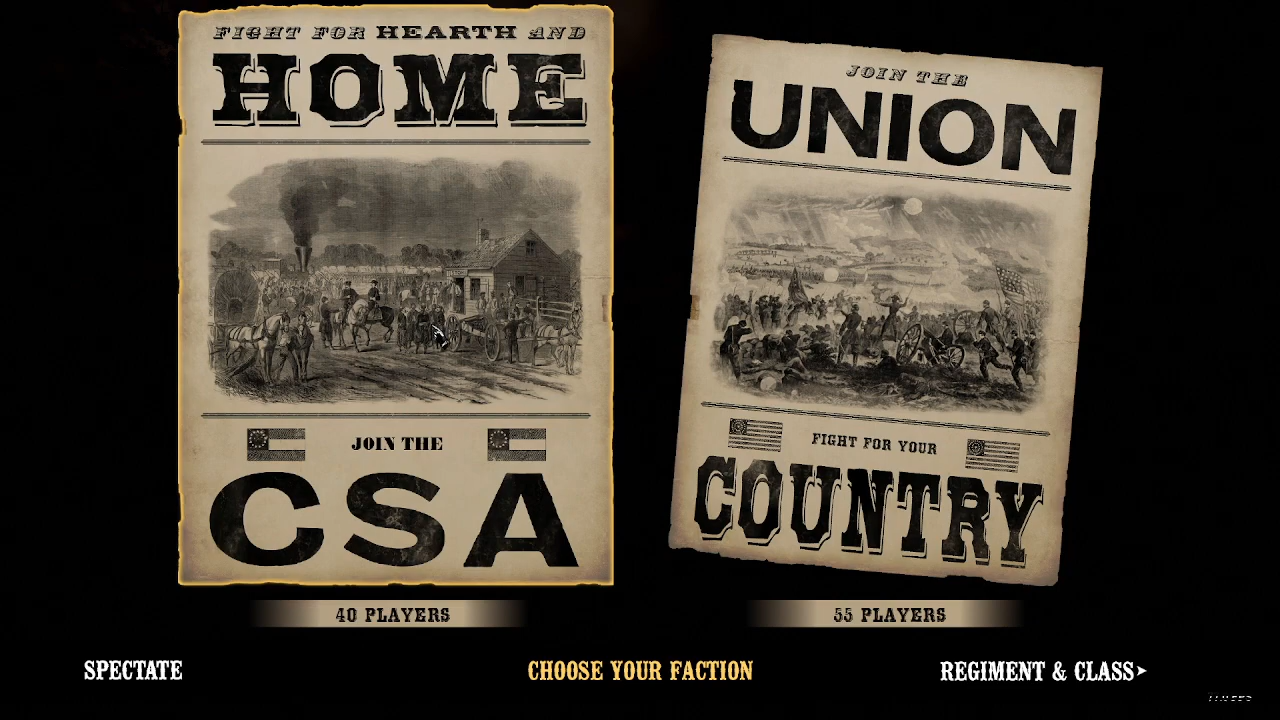 FIGHT FOR HEARTH AND
HOME
JOIN THE
CSA
40 PLAYERS
JOIN THE
UNION
FIGHT FOR YOUR
COUNTRY
55 PLAYERS
SPECTATE
CHOOSE YOUR FACTION
REGIMENT & CLASS